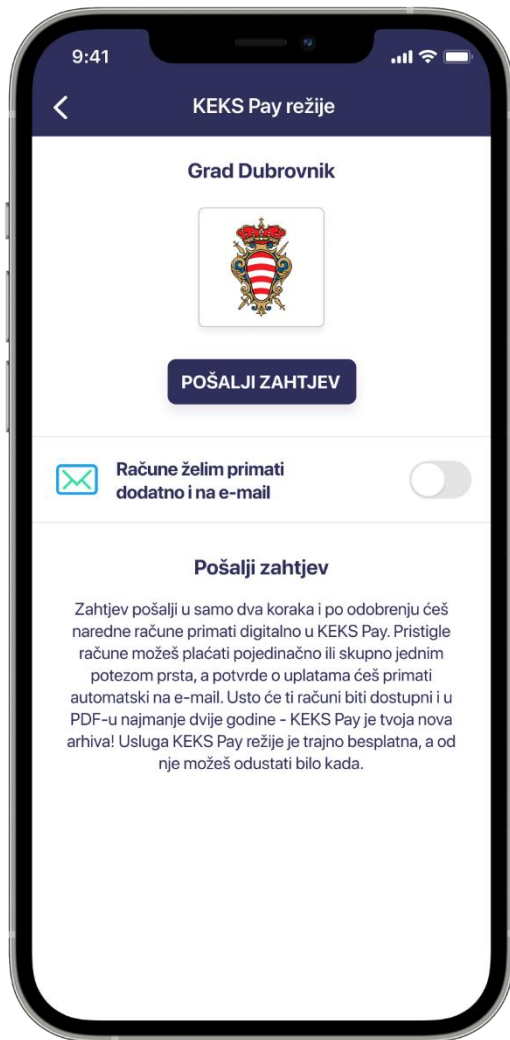 9:41
KEKS Pay režije
Grad Dubrovnik
POŠALJI ZAHTJEV
Račune želim primati
dodatno i na e-mail
Pošalji zahtjev
Zahtjev pošalji u samo dva koraka i po odobrenju ćeš
naredne račune primati digitalno u KEKS Pay. Pristigle
račune možeš plaćati pojedinačno ili skupno jednim
potezom prsta, a potvrde o uplatama ćeš primati
automatski na e-mail. Usto će ti računi biti dostupni i u
PDF-u najmanje dvije godine - KEKS Pay je tvoja nova
arhiva! Usluga KEKS Pay režije je trajno besplatna, a od
nje možeš odustati bilo kada.